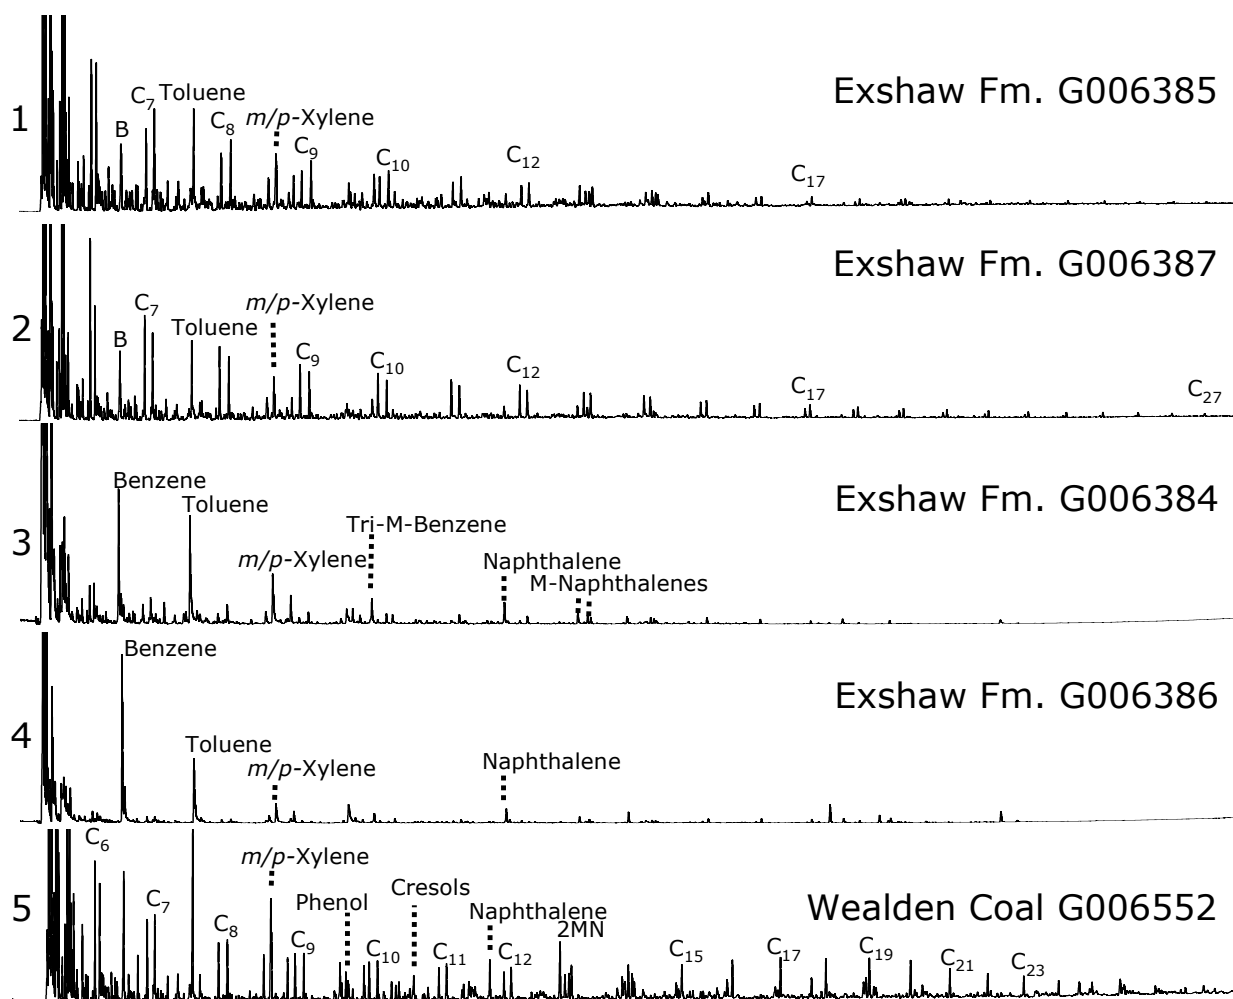 1
B
C7
Toluene
C8
m/p-Xylene
C9
C10
C12
C17
Exshaw Fm. G006385
2
B
C7
Toluene
m/p-Xylene
C9
C10
C12
C17
C27
Exshaw Fm. G006387
3
Benzene
Toluene
m/p-Xylene
Tri-M-Benzene
Naphthalene
M-Naphthalenes
Exshaw Fm. G006384
4
Benzene
Toluene
m/p-Xylene
Naphthalene
Exshaw Fm. G006386
5
C6
C7
C8
m/p-Xylene
C9
Phenol
C10
Cresols
C11
Naphthalene
C12
2MN
C15
C17
C19
C21
C23
Wealden Coal G006552